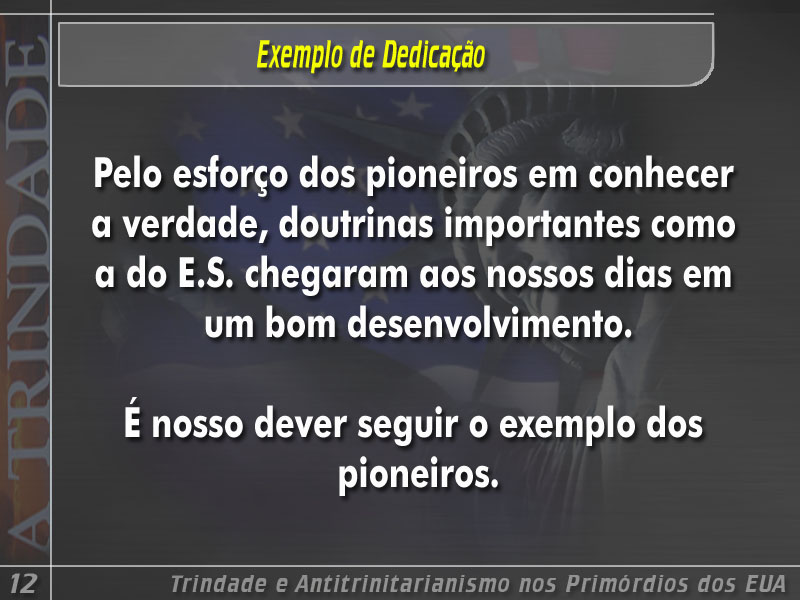 Exemplo de Dedicação
A TRINDADE
Pelo esforço dos pioneiros em conhecer
a verdade, doutrinas importantes como
a do E.S. chegaram aos nossos dias em
um bom desenvolvimento.
É nosso dever seguir o exemplo dos
pioneiros.
12
Trindade e Antitrinitarianismo nos Primórdios dos EUA